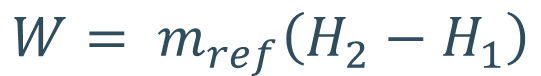 W = m_ref(H_2 − H_1)